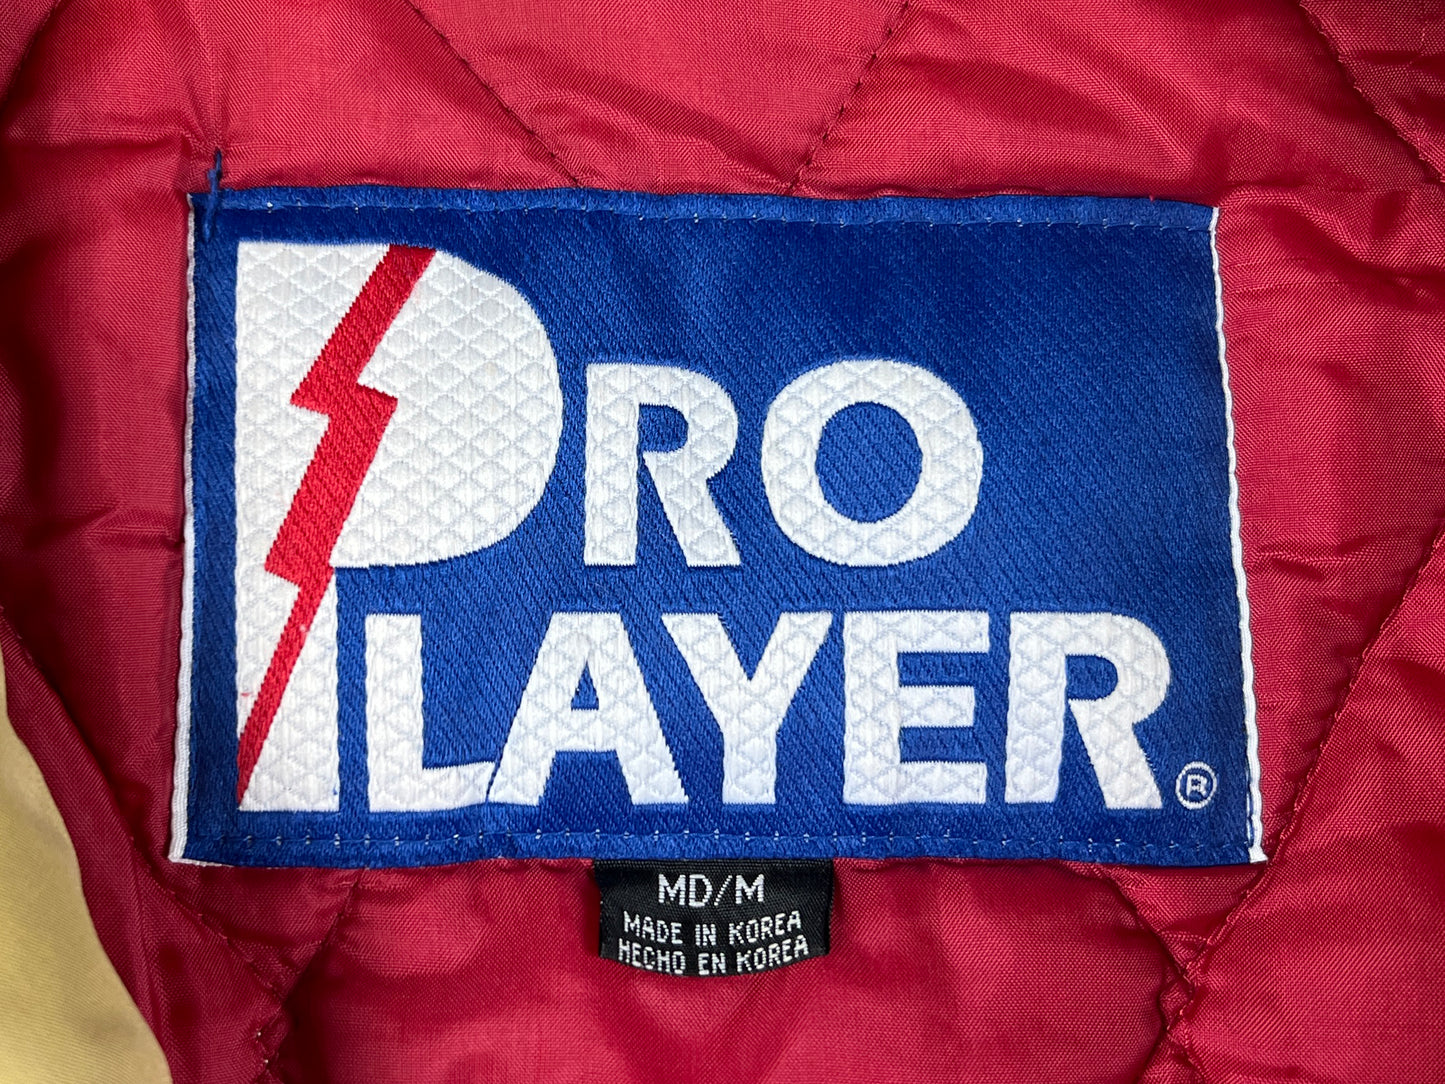 PRO
PLAYER®
MD/M
MADE IN KOREA
HECHO EN KOREA